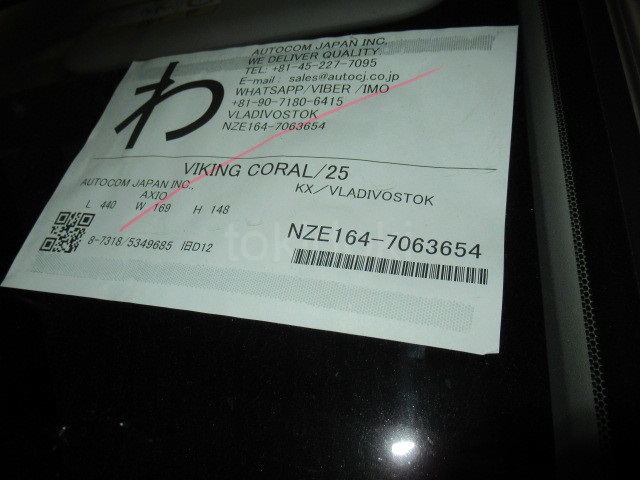 わ
AUTOCOM JAPAN INC.
WE DELIVER QUALITY.
TEL: +81-45-227-7095
E-mail: sales@autocj.co.jp
WHATSAPP/VIBER /IMO
+81-90-7180-6415
VLADIVOSTOK
NZE164-7063654
VIKING CORAL/25
AUTOCOM JAPAN INC.
KX/VLADIVOSTOK
AXIO
L 440 W 169 H 148
NZE164-7063654
8-7318/5349685 IBD12